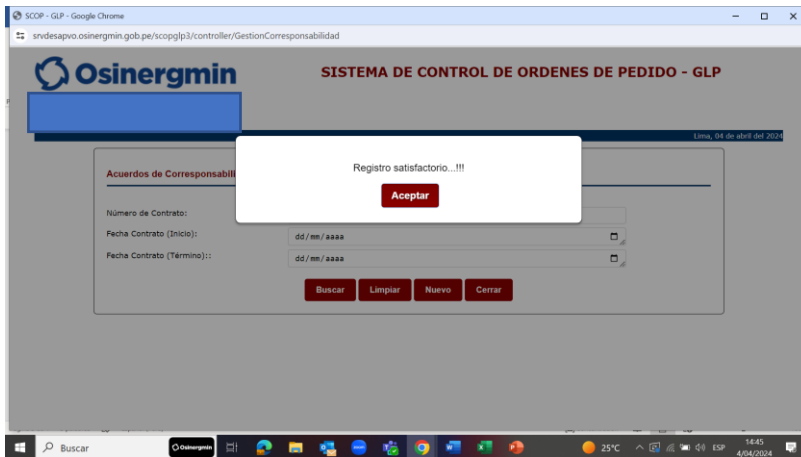 SCOP - GLP - Google Chrome
srvdesapvo.osinergmin.gob.pe/scopglp3/controller/GestionCorresponsabilidad
Osinergmin
SISTEMA DE CONTROL DE ORDENES DE PEDIDO - GLP
Lima, 04 de abril del 2024
Acuerdos de Corresponsabili
Registro satisfactorio...!!!
Aceptar
Número de Contrato:
Fecha Contrato (Inicio): dd/mm/aaaa
Fecha Contrato (Término):: dd/mm/aaaa
Buscar Limpiar Nuevo Cerrar
Buscar Osinergmin zoom 25°C ESP 14:45
4/04/2024